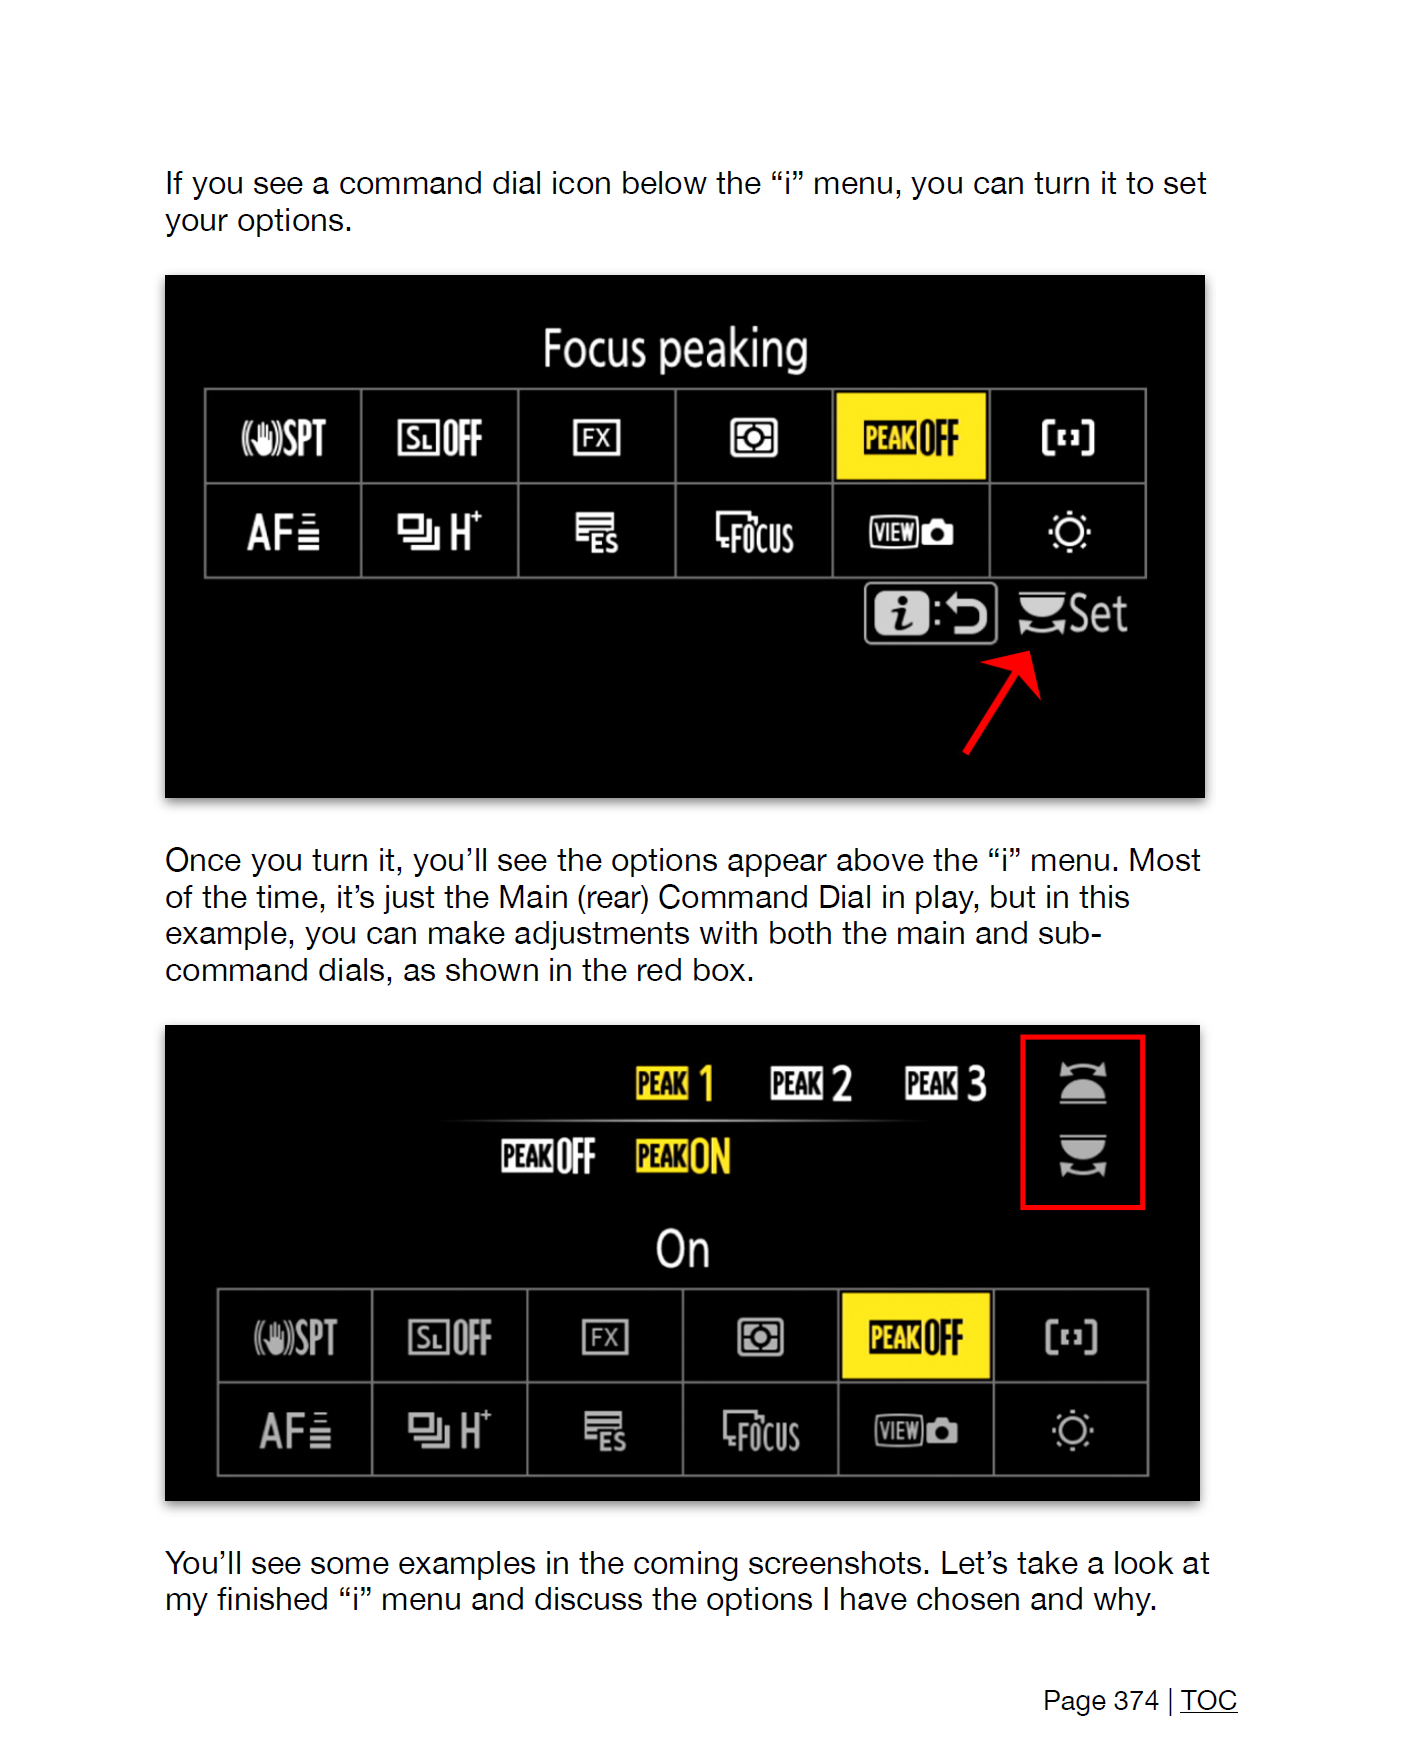 If you see a command dial icon below the “i” menu, you can turn it to set
your options.
Focus peaking
SPT SL OFF FX PEAK OFF
AF H+ ES FOCUS VIEW
i : Set
Once you turn it, you’ll see the options appear above the “i” menu. Most
of the time, it’s just the Main (rear) Command Dial in play, but in this
example, you can make adjustments with both the main and sub-
command dials, as shown in the red box.
PEAK 1 PEAK 2 PEAK 3
PEAK OFF PEAK ON
On
SPT SL OFF FX PEAK OFF
AF H+ ES FOCUS VIEW
You’ll see some examples in the coming screenshots. Let’s take a look at
my finished “i” menu and discuss the options I have chosen and why.
Page 374 | TOC